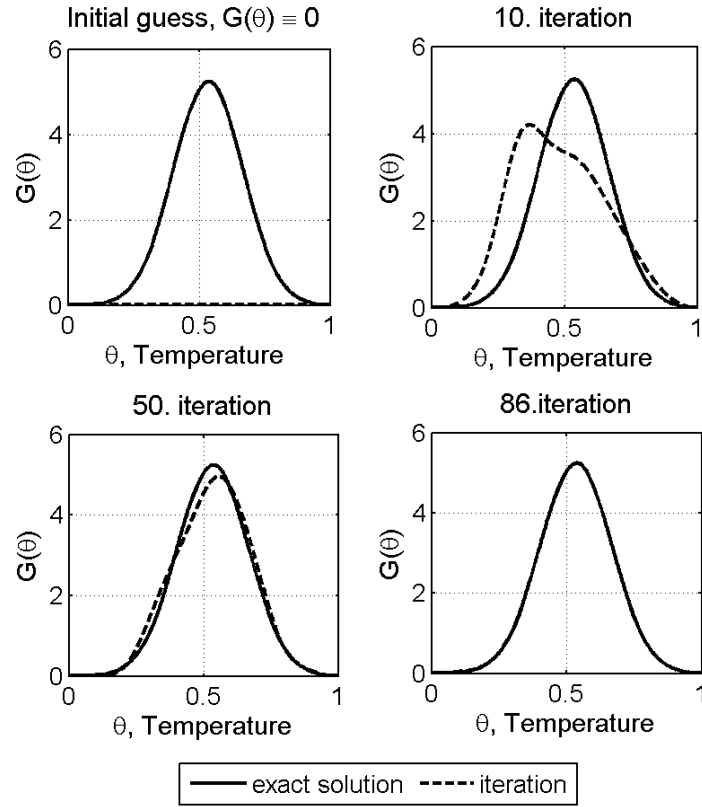 Initial guess, G(θ) ≡ 0
10. iteration
6
4
2
0
G(θ)
0
0.5
1
θ, Temperature
6
4
2
0
G(θ)
0
0.5
1
θ, Temperature
50. iteration
86.iteration
6
4
2
0
G(θ)
0
0.5
1
θ, Temperature
6
4
2
0
G(θ)
0
0.5
1
θ, Temperature
exact solution
iteration